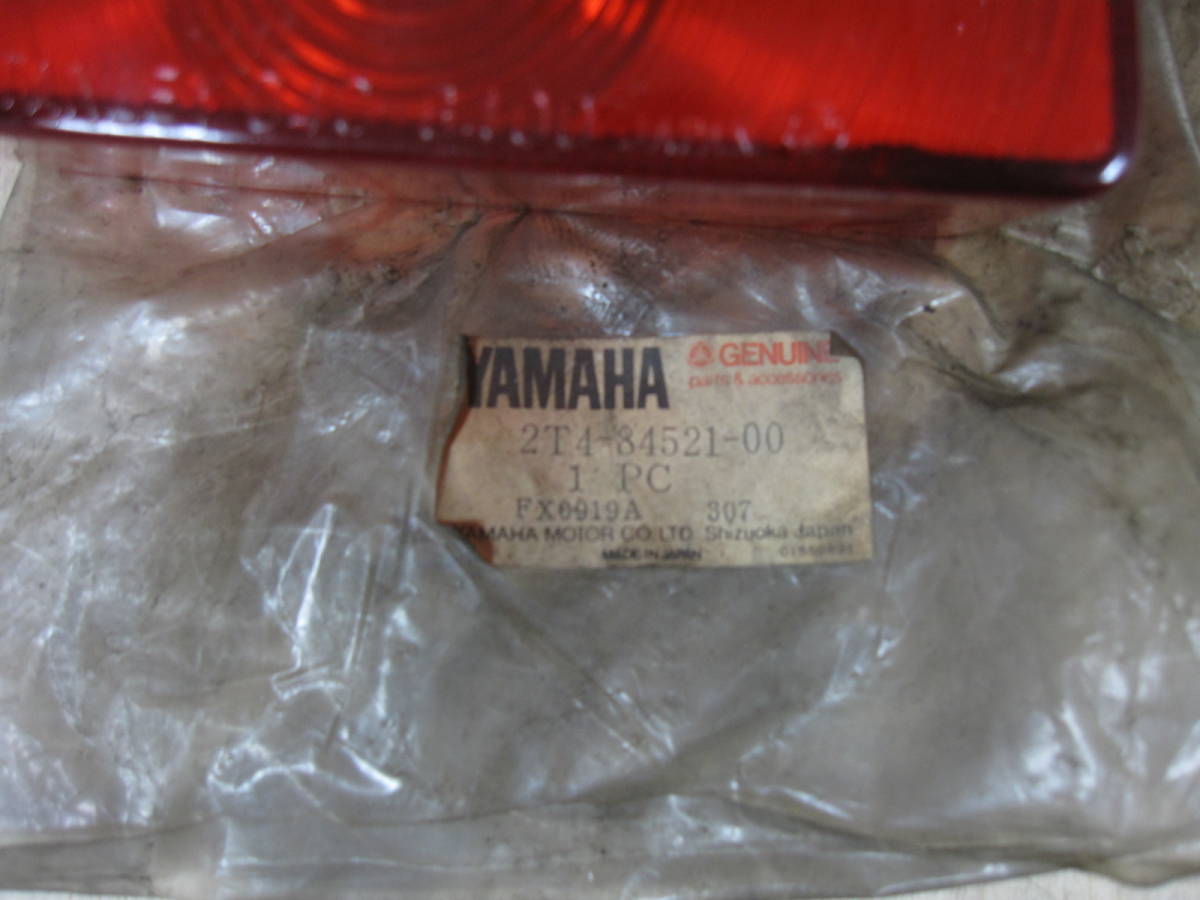 YAMAHA GENUINE
parts & accessories
2T4-84521-00
1 PC
FX0919A 307
YAMAHA MOTOR CO LTD Shizuoka Japan
MADE IN JAPAN